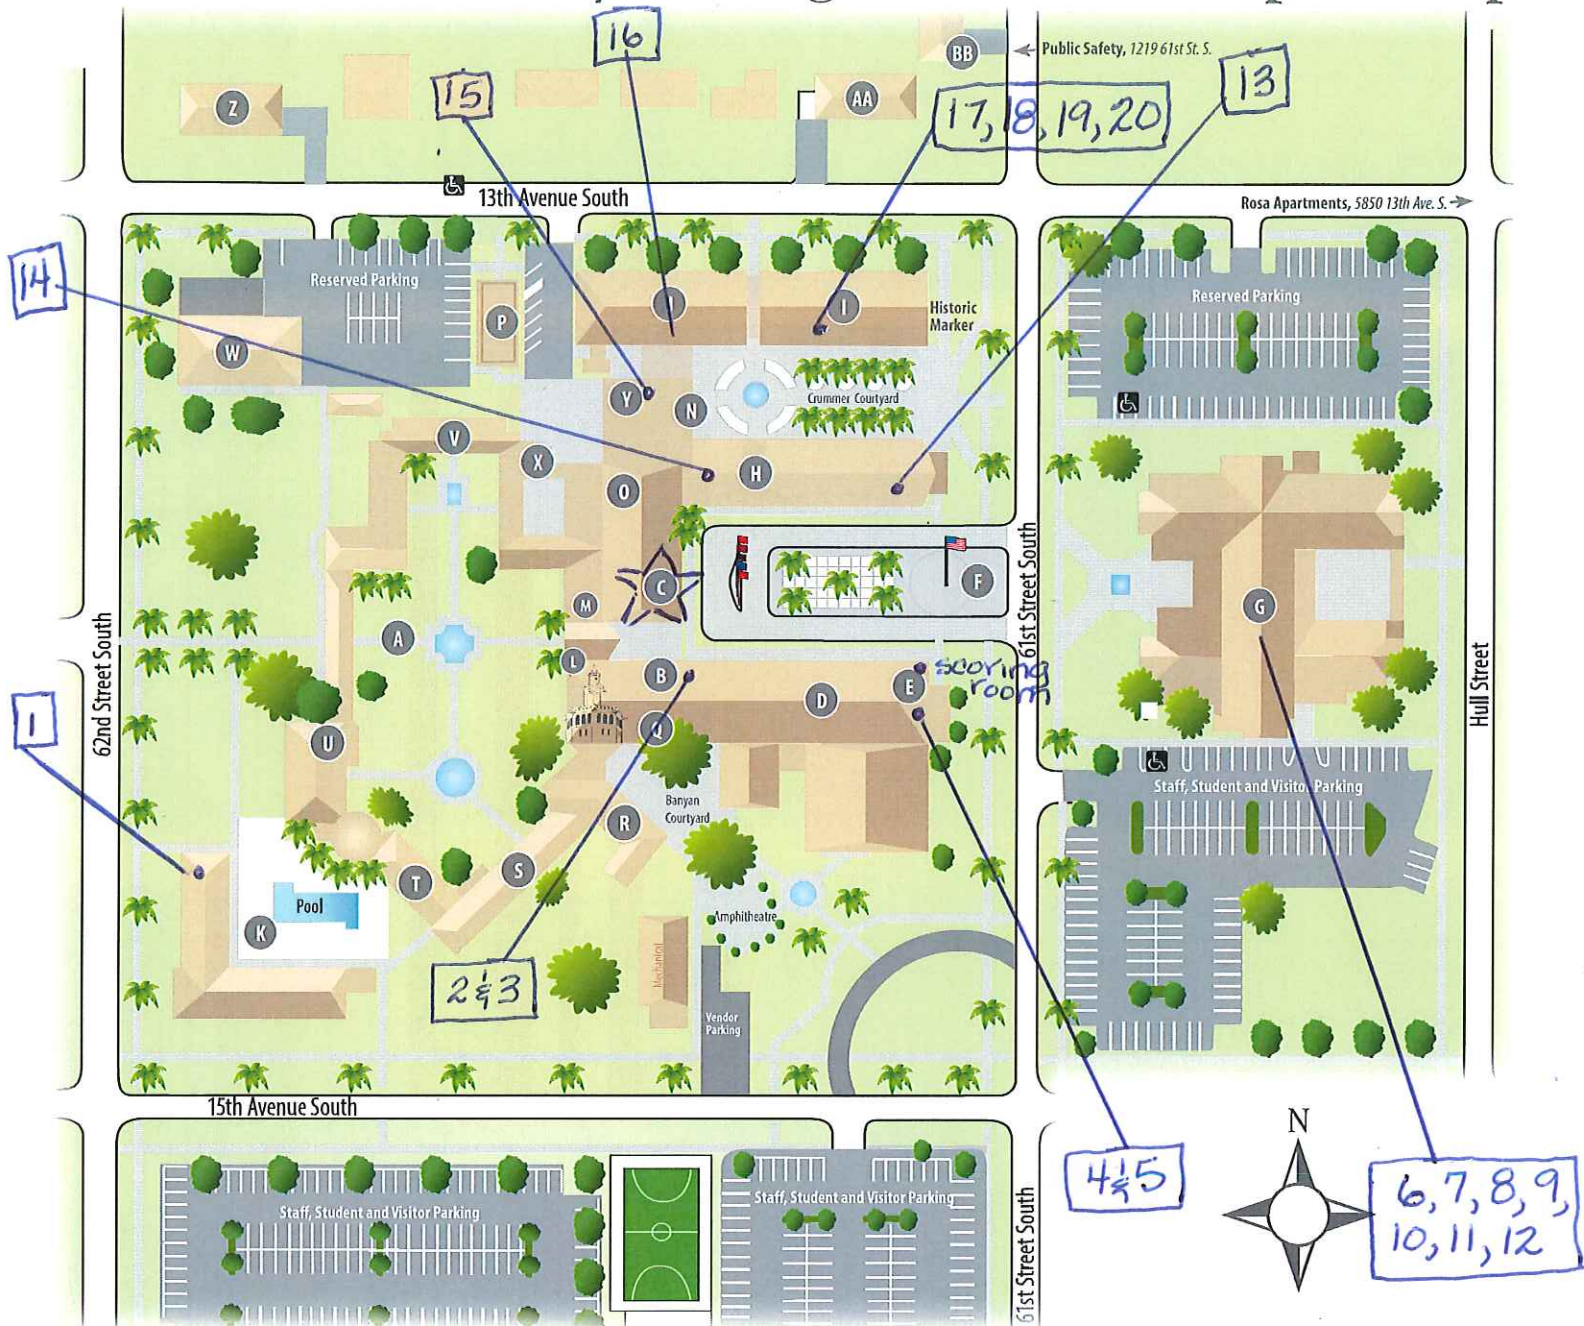 16
BB
Public Safety, 1219 61st St. S.
15
13
Z
AA
17, 18, 19, 20
13th Avenue South
Rosa Apartments, 5850 13th Ave. S.
14
Reserved Parking
Reserved Parking
P
I
Historic
Marker
W
Y
N
Crummer Courtyard
V
X
H
O
C
F
M
G
A
61st Street South
62nd Street South
Hull Street
L
B
scoring
room
E
D
1
U
Q
Staff, Student and Visitor Parking
Banyan
Courtyard
R
S
T
Pool
K
Amphitheatre
Mechanical
2 & 3
Vendor
Parking
15th Avenue South
N
4 & 5
6, 7, 8, 9,
10, 11, 12
Staff, Student and Visitor Parking
Staff, Student and Visitor Parking
61st Street South